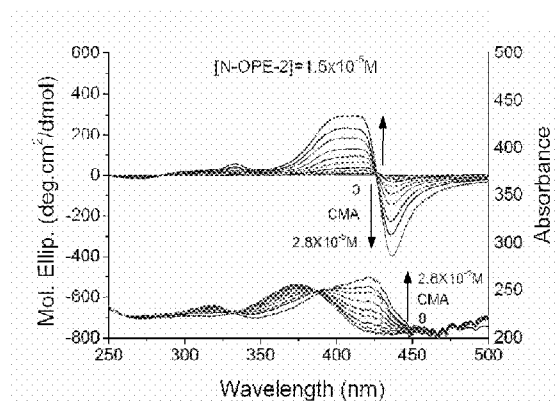 [N-OPE-2]=1.5x10⁻⁵M
Mol. Ellip. (deg.cm²/dmol)
600
400
200
0
-200
-400
-600
-800
0
CMA
2.8X10⁻⁵M
2.8X10⁻⁵M
CMA
0
500
450
400
350
300
250
200
Absorbance
250
300
350
400
450
500
Wavelength (nm)